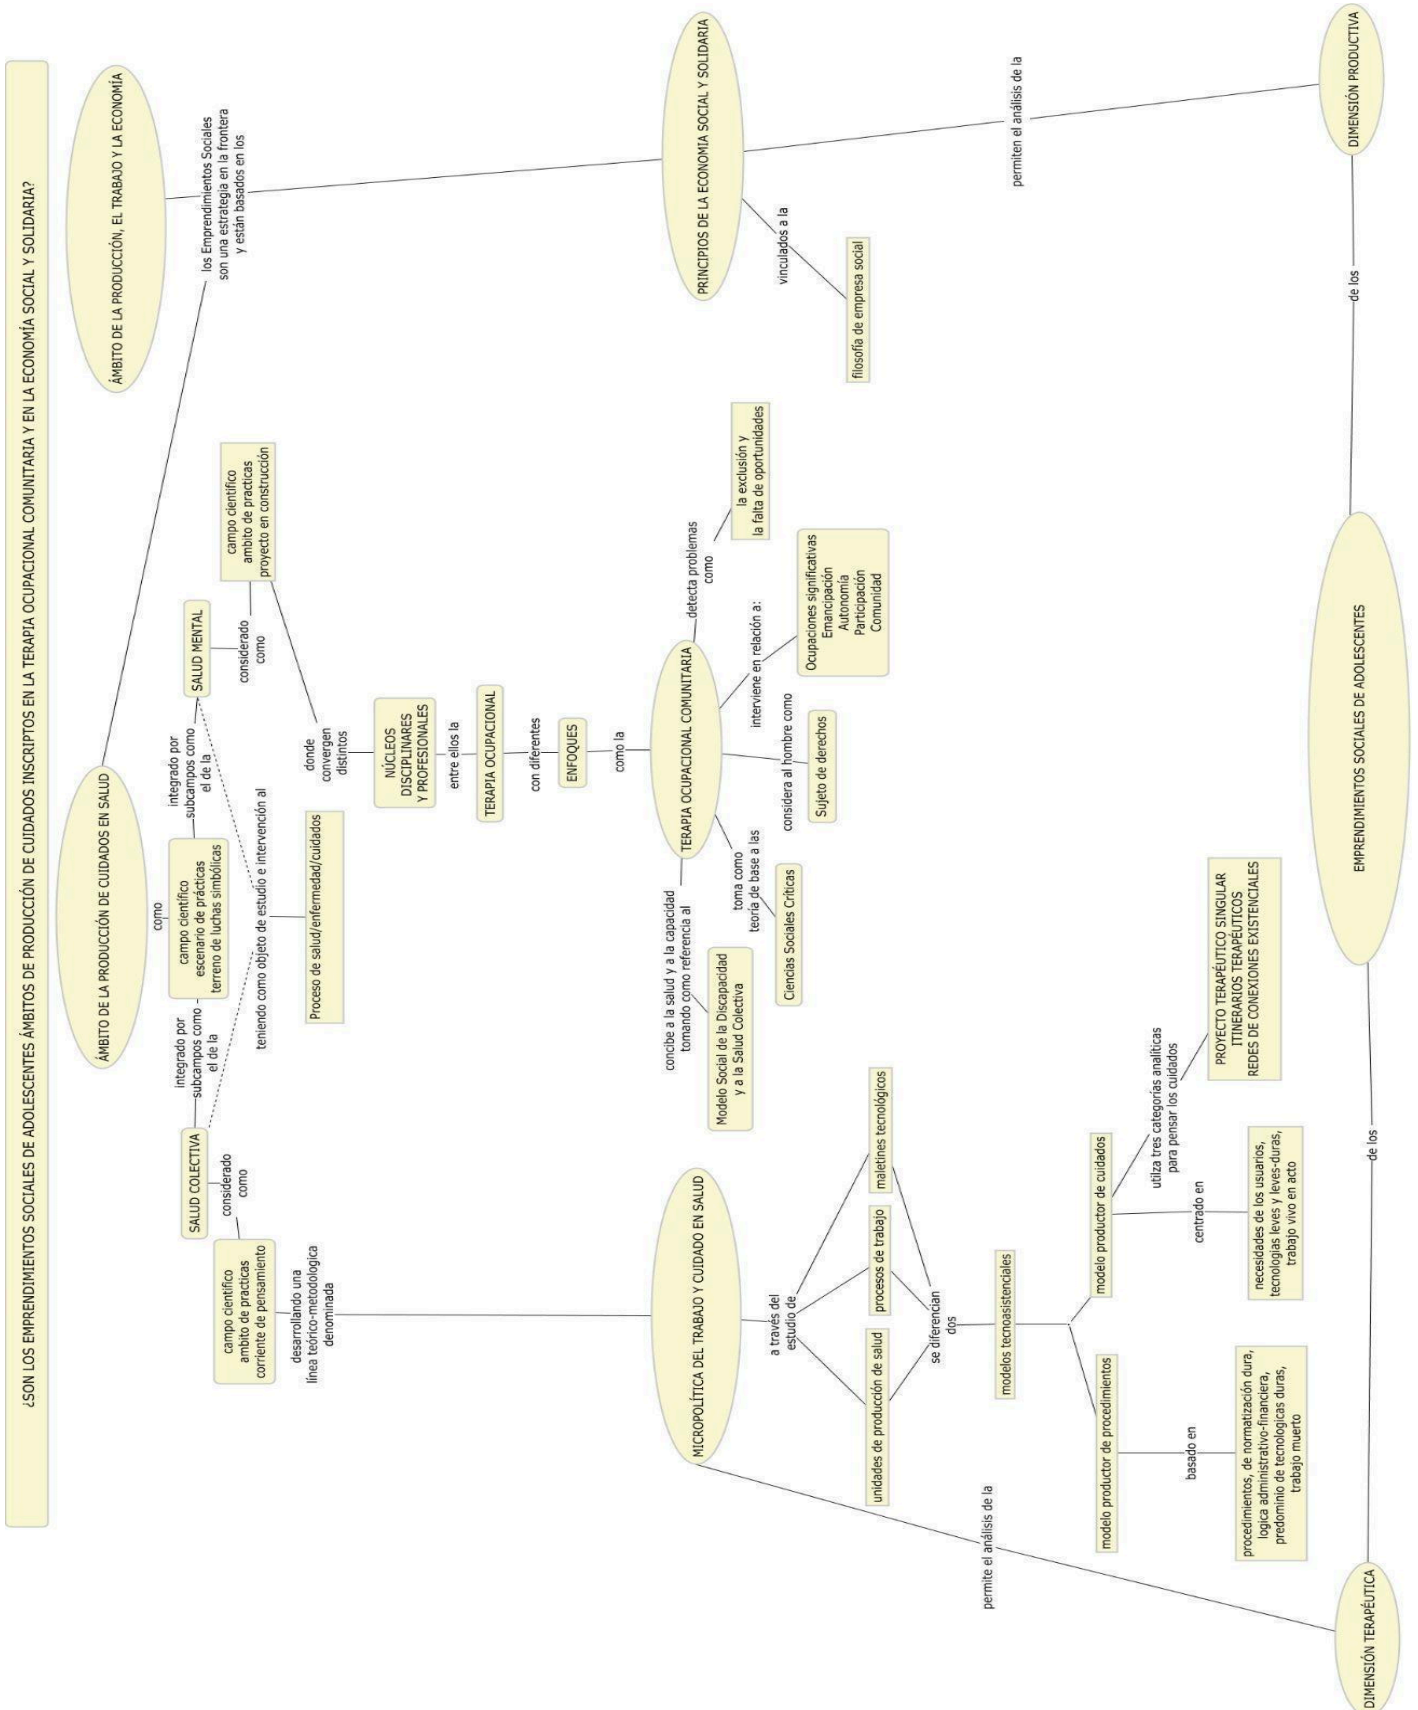 ¿SON LOS EMPRENDIMIENTOS SOCIALES DE ADOLESCENTES ÁMBITOS DE PRODUCCIÓN DE CUIDADOS INSCRIPTOS EN LA TERAPIA OCUPACIONAL COMUNITARIA Y EN LA ECONOMÍA SOCIAL Y SOLIDARIA?
ÁMBITO DE LA PRODUCCIÓN DE CUIDADOS EN SALUD
ÁMBITO DE LA PRODUCCIÓN, EL TRABAJO Y LA ECONOMÍA
como
los Emprendimientos Sociales
son una estrategia en la frontera
y están basados en los
integrado por
subcampos como
el de la
campo científico
escenario de prácticas
terreno de luchas simbólicas
integrado por
subcampos como
el de la
SALUD COLECTIVA
SALUD MENTAL
considerado
como
teniendo como objeto de estudio e intervención al
considerado
como
campo científico
ambito de practicas
corriente de pensamiento
Proceso de salud/enfermedad/cuidados
campo científico
ambito de practicas
proyecto en construcción
desarrollando una
línea teórico-metodologica
denominada
donde
convergen
distintos
NÚCLEOS
DISCIPLINARES
Y PROFESIONALES
entre ellos la
TERAPIA OCUPACIONAL
con diferentes
ENFOQUES
como la
MICROPOLÍTICA DEL TRABAJO Y CUIDADO EN SALUD
TERAPIA OCUPACIONAL COMUNITARIA
PRINCIPIOS DE LA ECONOMIA SOCIAL Y SOLIDARIA
concibe a la salud y a la capacidad
tomando como referencia al
detecta problemas
como
Modelo Social de la Discapacidad
y a la Salud Colectiva
toma como
teoría de base a las
considera al hombre como
interviene en relación a:
la exclusión y
la falta de oportunidades
vinculados a la
Ciencias Sociales Críticas
Sujeto de derechos
Ocupaciones significativas
Emancipación
Autonomía
Participación
Comunidad
filosofía de empresa social
a través del
estudio de
unidades de producción de salud
procesos de trabajo
maletines tecnológicos
se diferencian
dos
modelos tecnoasistenciales
permite el análisis de la
permiten el análisis de la
modelo productor de procedimientos
modelo productor de cuidados
basado en
centrado en
utilza tres categorías analíticas
para pensar los cuidados
procedimientos, de normatización dura,
logica administrativo-financiera,
predominio de tecnologicas duras,
trabajo muerto
necesidades de los usuarios,
tecnologías leves y leves-duras,
trabajo vivo en acto
PROYECTO TERAPÉUTICO SINGULAR
ITINERARIOS TERAPÉUTICOS
REDES DE CONEXIONES EXISTENCIALES
DIMENSIÓN TERAPÉUTICA
de los
EMPRENDIMIENTOS SOCIALES DE ADOLESCENTES
de los
DIMENSIÓN PRODUCTIVA